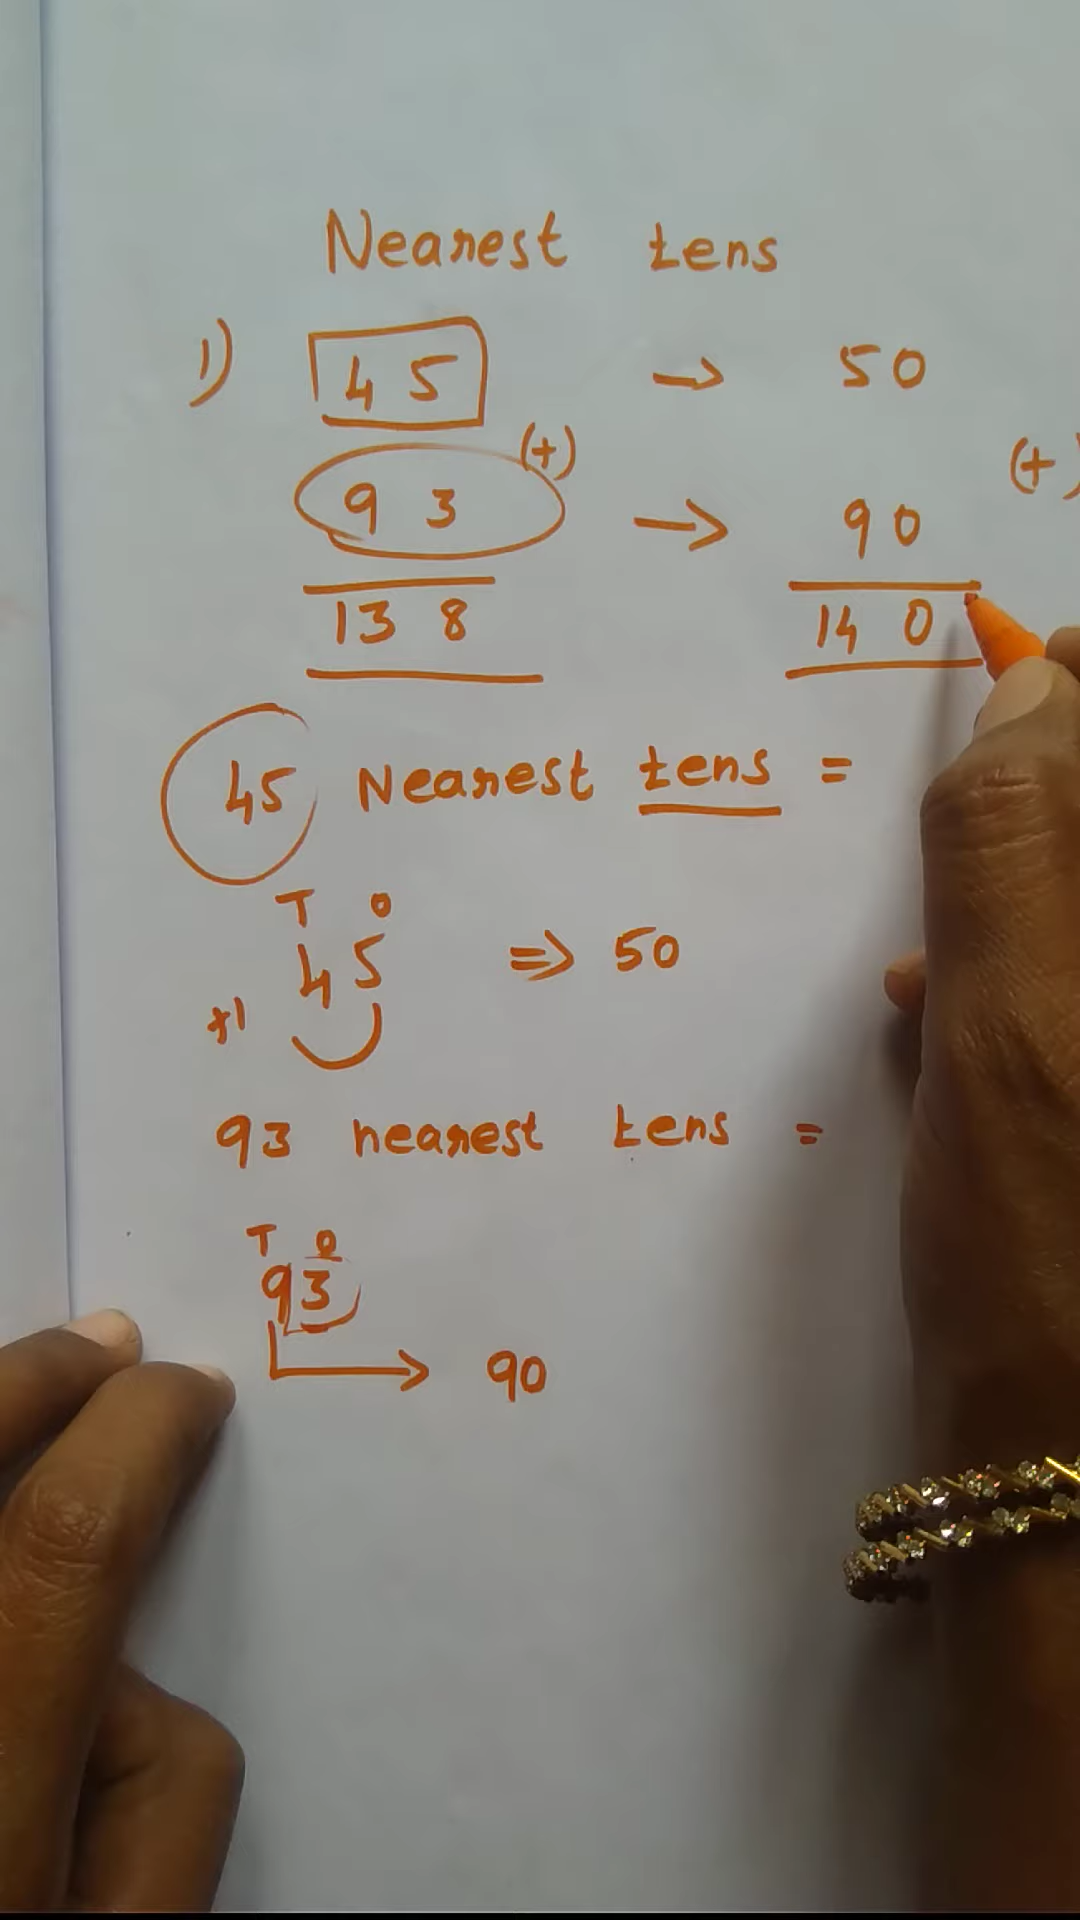 Nearest tens
1) 45 → 50
(+) (+)
93 → 90
138 140
45 Nearest tens =
T O
45 ⇒ 50
+1
93 nearest tens =
T O
93
→ 90